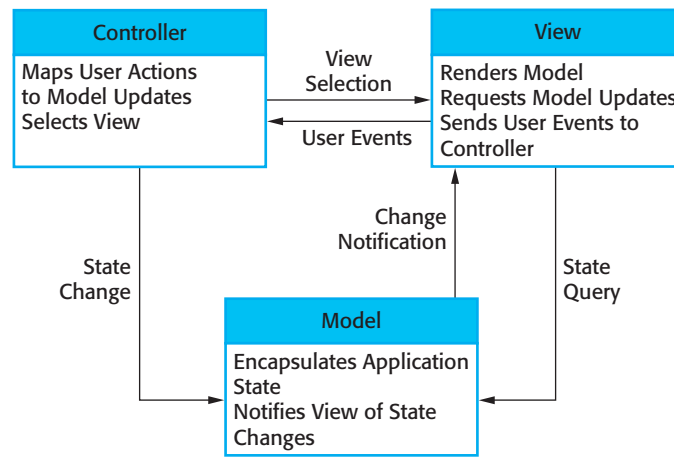 Controller
Maps User Actions
to Model Updates
Selects View
View
Selection
User Events
View
Renders Model
Requests Model Updates
Sends User Events to
Controller
State
Change
Change
Notification
State
Query
Model
Encapsulates Application
State
Notifies View of State
Changes